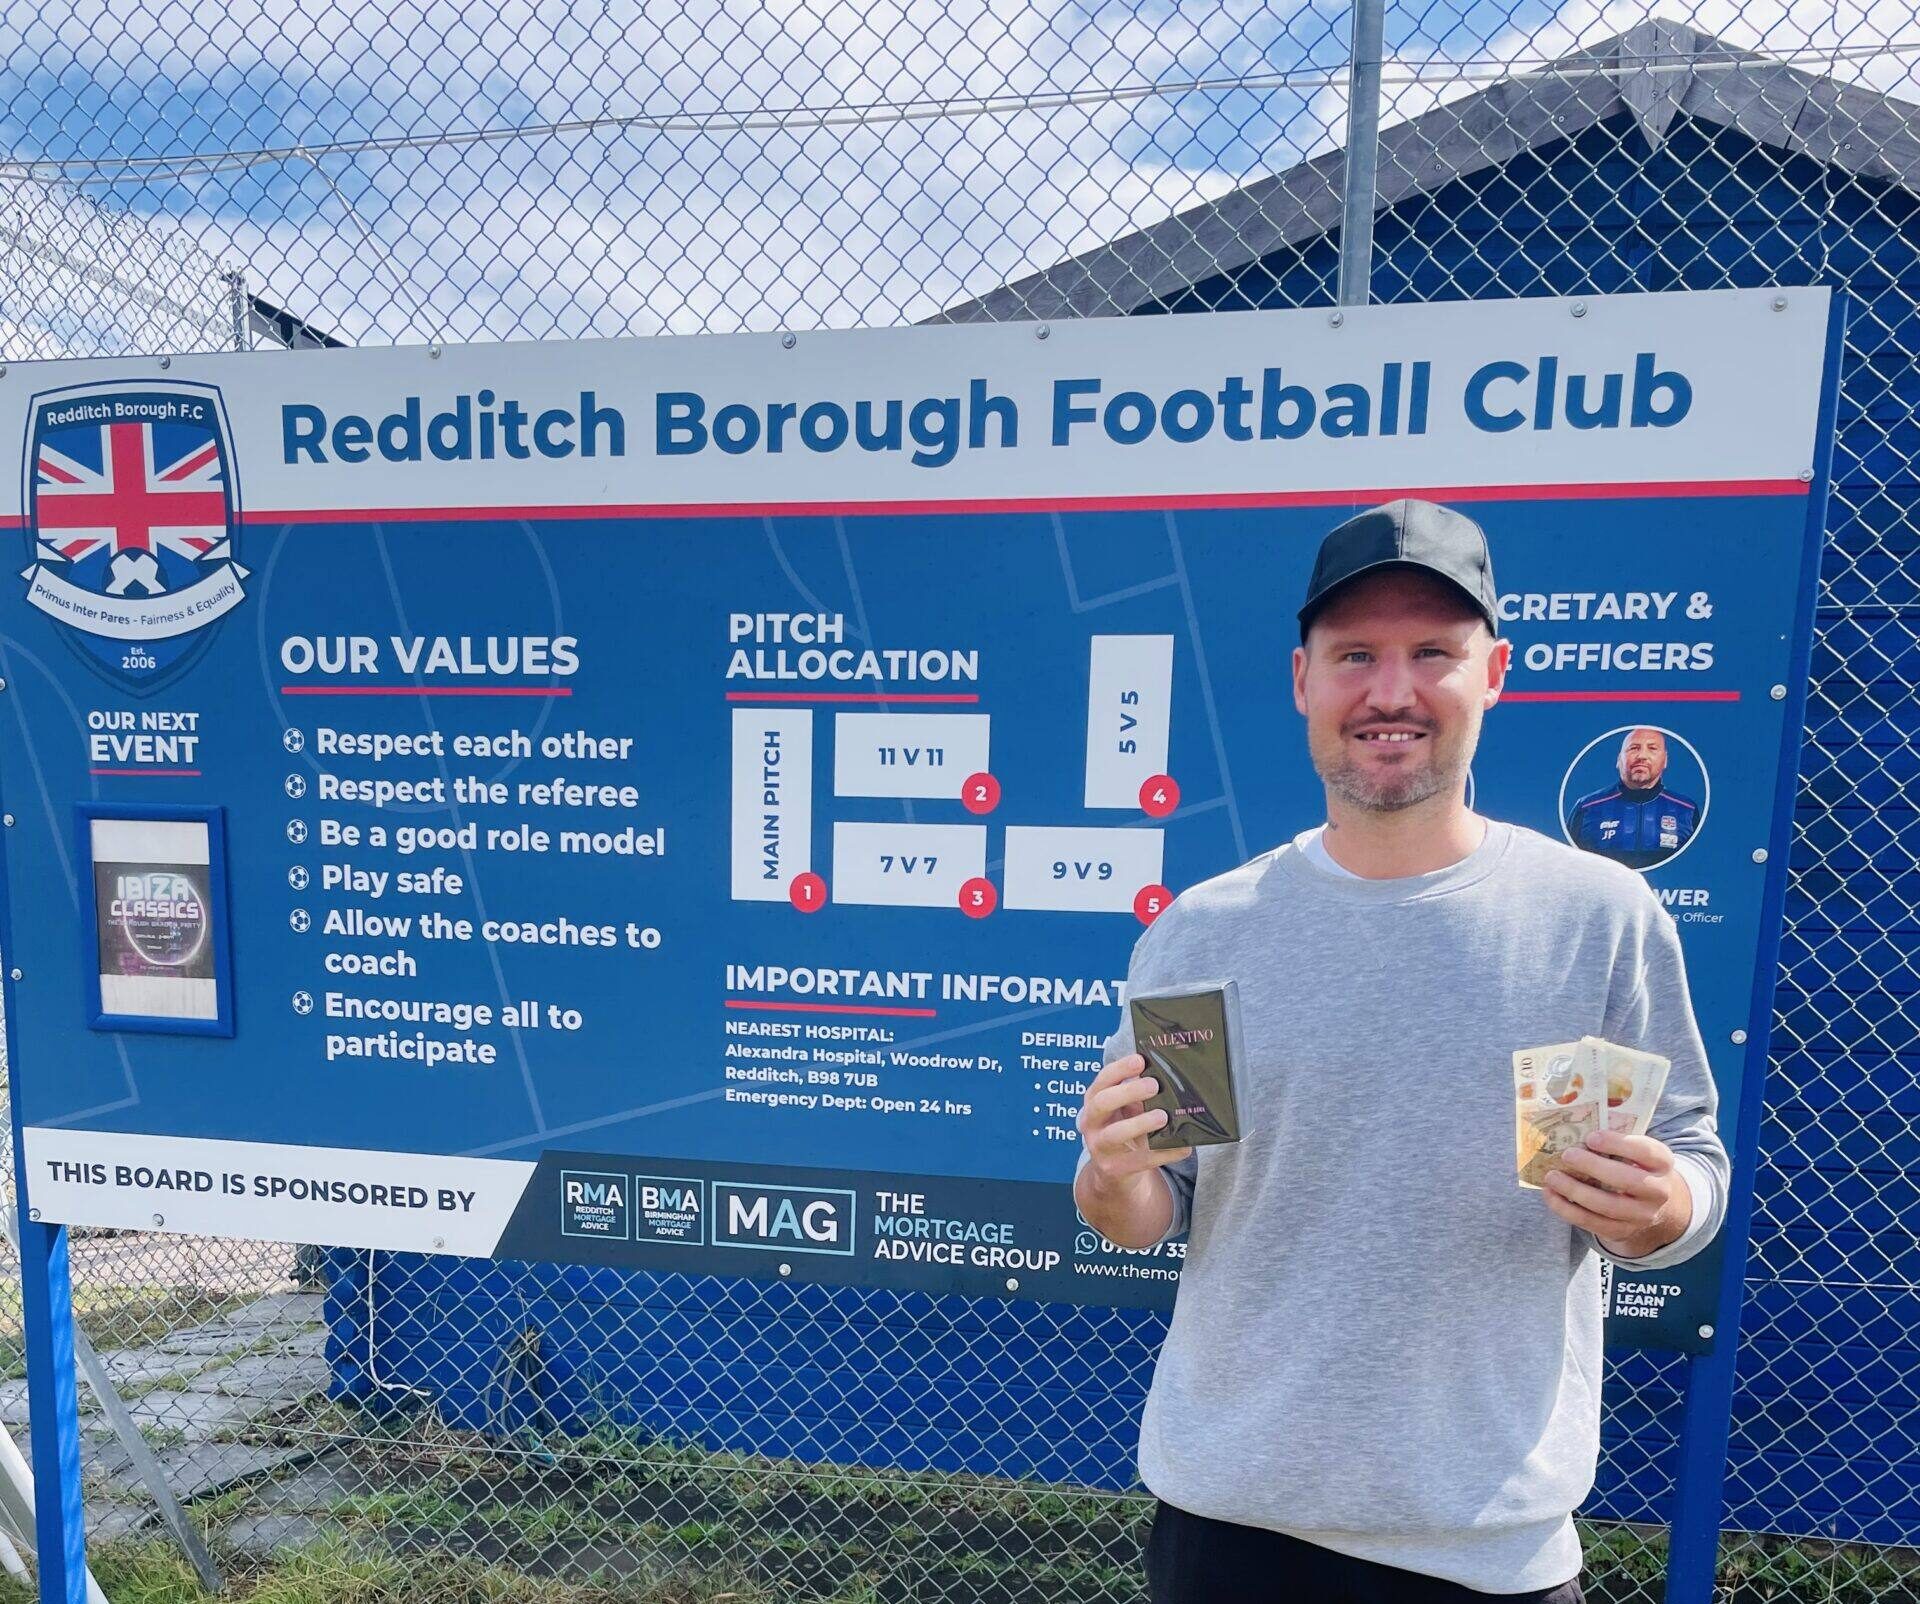 Redditch Borough F.C
Primus Inter Pares - Fairness & Equality
Est.
2006
Redditch Borough Football Club
OUR NEXT
EVENT
IBIZA
CLASSICS
OUR VALUES
Respect each other
Respect the referee
Be a good role model
Play safe
Allow the coaches to
coach
Encourage all to
participate
PITCH
ALLOCATION
MAIN PITCH
1
11 V 11
2
7 V 7
3
5 V 5
4
9 V 9
5
IMPORTANT INFORMAT
NEAREST HOSPITAL:
Alexandra Hospital, Woodrow Dr,
Redditch, B98 7UB
Emergency Dept: Open 24 hrs
DEFIBRIL
There are
• Club
• The
• The
CRETARY &
E OFFICERS
JP
WER
Officer
VALENTINO
£10
THIS BOARD IS SPONSORED BY
RMA
REDDITCH
MORTGAGE
ADVICE
BMA
BIRMINGHAM
MORTGAGE
ADVICE
MAG
THE
MORTGAGE
ADVICE GROUP
www.themo
SCAN TO
LEARN
MORE